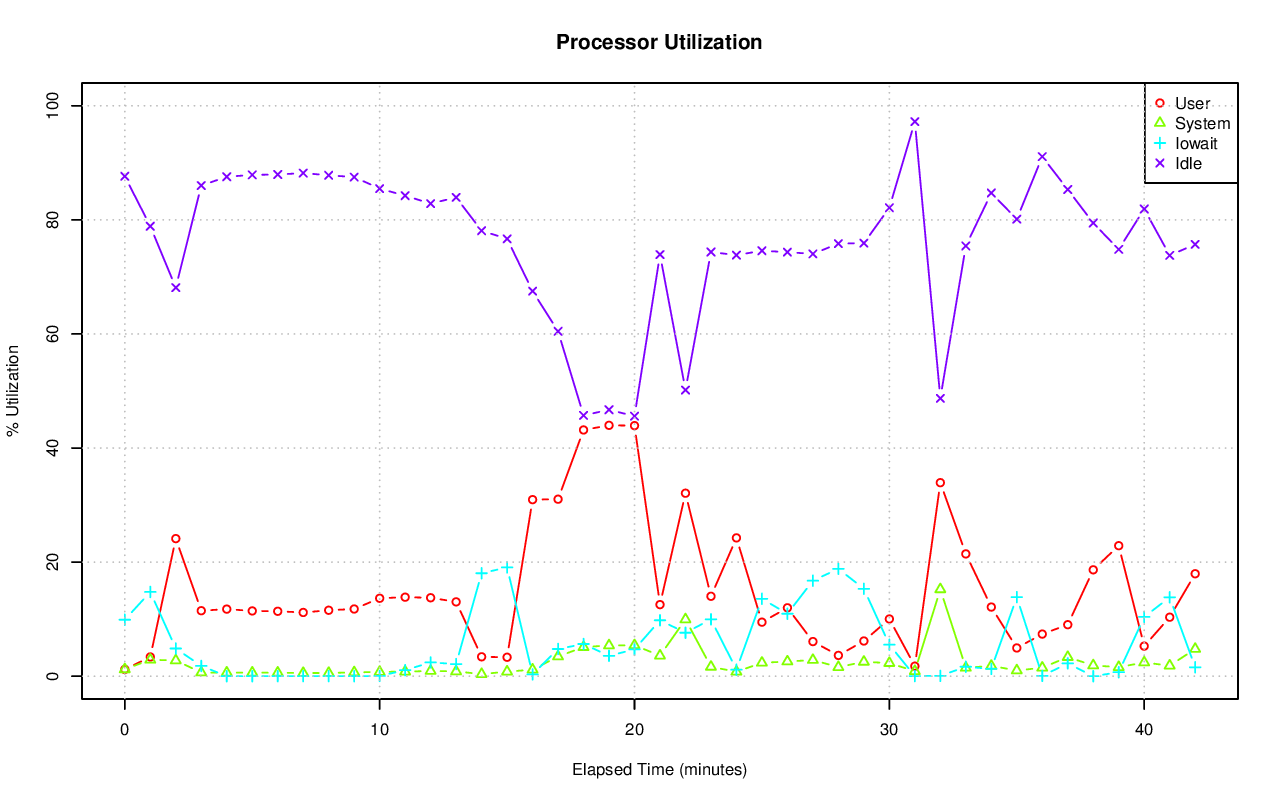 Processor Utilization
100
80
60
40
20
0
% Utilization
User
System
Iowait
Idle
0 10 20 30 40
Elapsed Time (minutes)